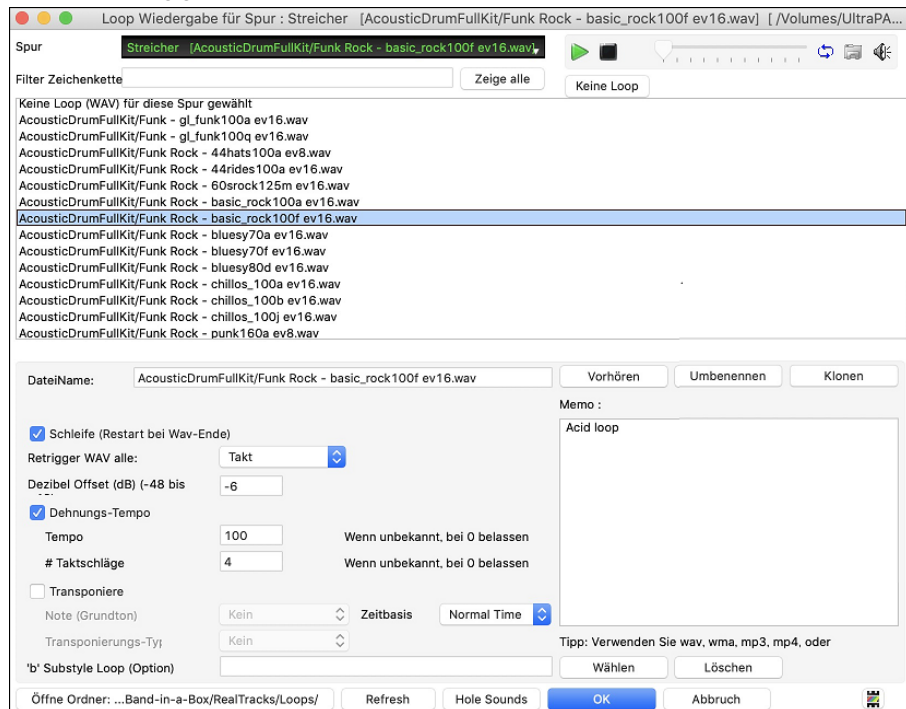 Loop Wiedergabe für Spur : Streicher [AcousticDrumFullKit/Funk Rock - basic_rock100f ev16.wav] [ /Volumes/UltraPA...
Spur
Streicher [AcousticDrumFullKit/Funk Rock - basic_rock100f ev16.wav]
Filter Zeichenkette
Zeige alle
Keine Loop
Keine Loop (WAV) für diese Spur gewählt
AcousticDrumFullKit/Funk - gl_funk100a ev16.wav
AcousticDrumFullKit/Funk - gl_funk100q ev16.wav
AcousticDrumFullKit/Funk Rock - 44hats100a ev8.wav
AcousticDrumFullKit/Funk Rock - 44rides100a ev16.wav
AcousticDrumFullKit/Funk Rock - 60srock125m ev16.wav
AcousticDrumFullKit/Funk Rock - basic_rock100a ev16.wav
AcousticDrumFullKit/Funk Rock - basic_rock100f ev16.wav
AcousticDrumFullKit/Funk Rock - bluesy70a ev16.wav
AcousticDrumFullKit/Funk Rock - bluesy70f ev16.wav
AcousticDrumFullKit/Funk Rock - bluesy80d ev16.wav
AcousticDrumFullKit/Funk Rock - chillos_100a ev16.wav
AcousticDrumFullKit/Funk Rock - chillos_100b ev16.wav
AcousticDrumFullKit/Funk Rock - chillos_100j ev16.wav
AcousticDrumFullKit/Funk Rock - punk160a ev8.wav
DateiName: AcousticDrumFullKit/Funk Rock - basic_rock100f ev16.wav
Vorhören Umbenennen Klonen
Memo :
Acid loop
Schleife (Restart bei Wav-Ende)
Retrigger WAV alle: Takt
Dezibel Offset (dB) (-48 bis
-6
Dehnungs-Tempo
Tempo 100 Wenn unbekannt, bei 0 belassen
# Taktschläge 4 Wenn unbekannt, bei 0 belassen
Transponiere
Note (Grundton) Kein Zeitbasis Normal Time
Transponierungs-Typ Kein
Tipp: Verwenden Sie wav, wma, mp3, mp4, oder
'b' Substyle Loop (Option)
Wählen Löschen
Öffne Ordner: ...Band-in-a-Box/RealTracks/Loops/ Refresh Hole Sounds OK Abbruch